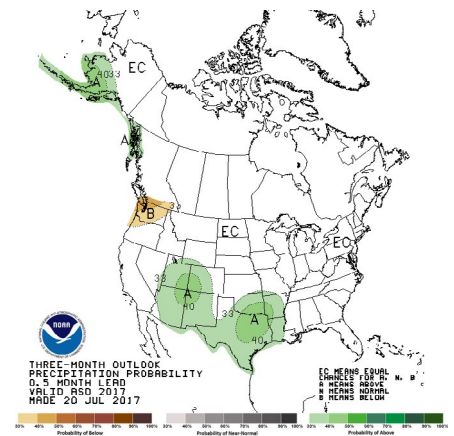 EC
A
40
33
A
33
B
EC
EC
33
A
40
33
A
40
NOAA
THREE-MONTH OUTLOOK
PRECIPITATION PROBABILITY
0.5 MONTH LEAD
VALID ASO 2017
MADE 20 JUL 2017
EC MEANS EQUAL
CHANCES FOR A, N, B
A MEANS ABOVE
N MEANS NORMAL
B MEANS BELOW
30% 40% 50% 60% 70% 80% 90% 100%
Probability of Below
30% 40% 50% 60% 70% 80% 90% 100%
Probability of Near-Normal
30% 40% 50% 60% 70% 80% 90% 100%
Probability of Above